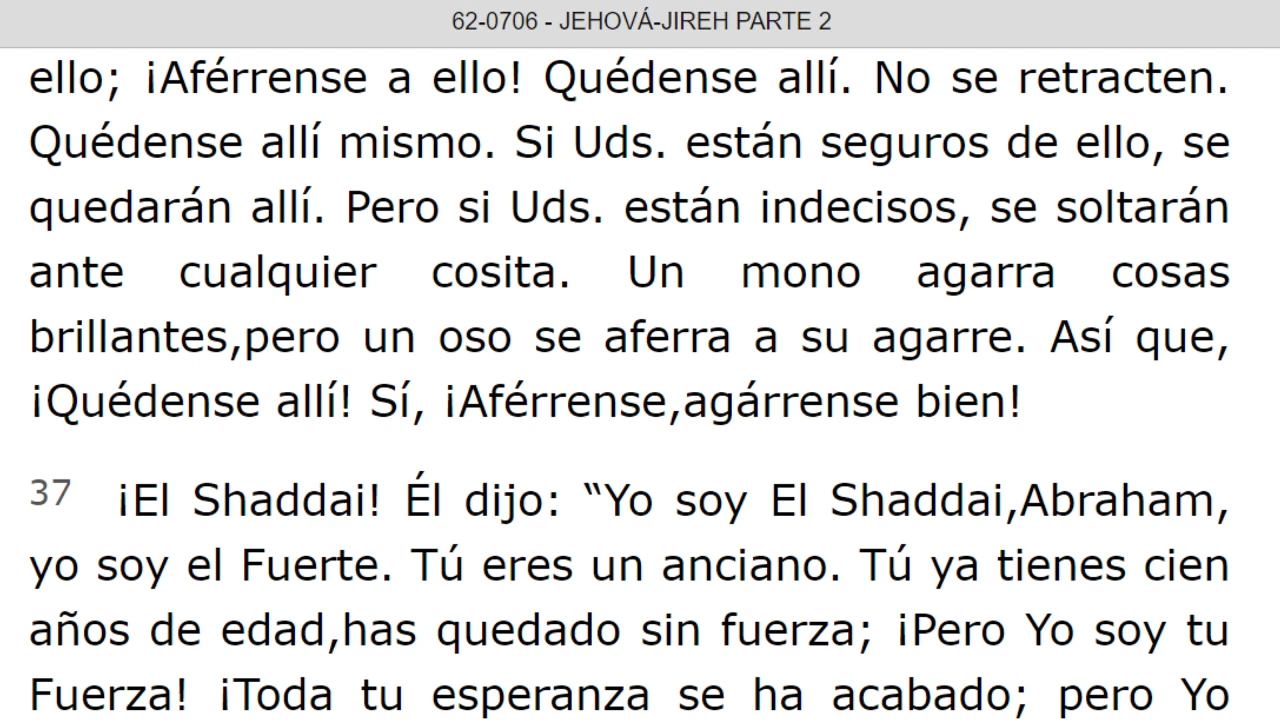 62-0706 - JEHOVÁ-JIREH PARTE 2
ello; ¡Aférrense a ello! Quédense allí. No se retracten.
Quédense allí mismo. Si Uds. están seguros de ello, se
quedarán allí. Pero si Uds. están indecisos, se soltarán
ante cualquier cosita. Un mono agarra cosas
brillantes,pero un oso se aferra a su agarre. Así que,
¡Quédense allí! Sí, ¡Aférrense,agárrense bien!
37 ¡El Shaddai! Él dijo: “Yo soy El Shaddai,Abraham,
yo soy el Fuerte. Tú eres un anciano. Tú ya tienes cien
años de edad,has quedado sin fuerza; ¡Pero Yo soy tu
Fuerza! ¡Toda tu esperanza se ha acabado; pero Yo